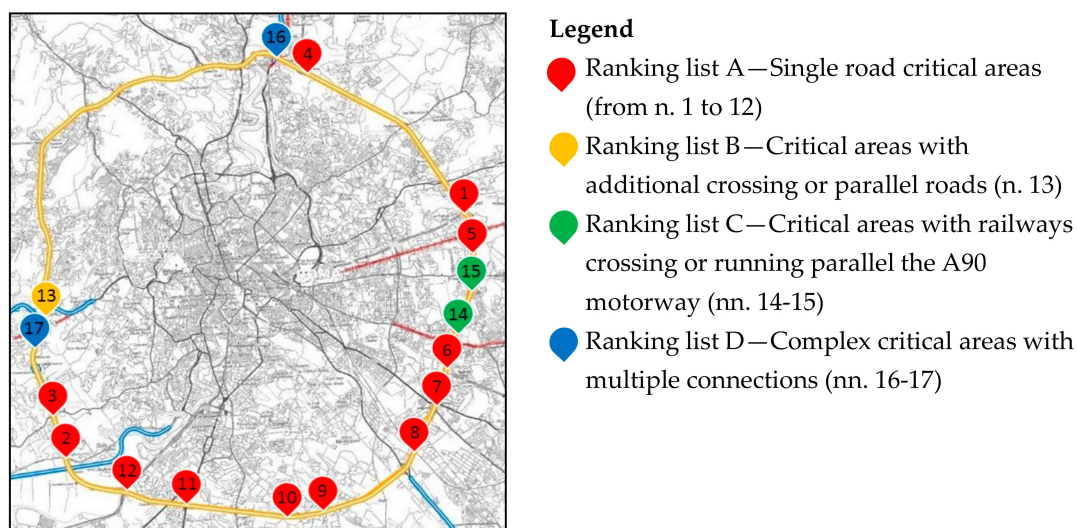 16
4
1
5
15
13
14
17
6
7
3
8
2
12
11
10
9
Legend
Ranking list A—Single road critical areas
(from n. 1 to 12)
Ranking list B—Critical areas with
additional crossing or parallel roads (n. 13)
Ranking list C—Critical areas with railways
crossing or running parallel the A90
motorway (nn. 14-15)
Ranking list D—Complex critical areas with
multiple connections (nn. 16-17)